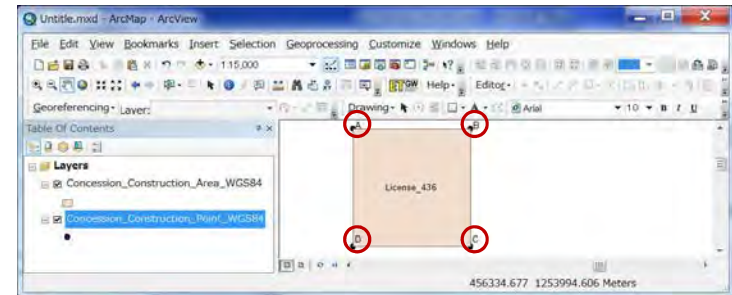 Untitle.mxd - ArcMap - ArcView
File Edit View Bookmarks Insert Selection Geoprocessing Customize Windows Help
1:15,000
GW Help Editor
Georeferencing Layer: Drawing A Arial 10 B I U
Table Of Contents
Layers
Concession_Construction_Area_WGS84
Concession_Construction_Point_WGS84
A B
License_436
D C
456334.677 1253994.606 Meters